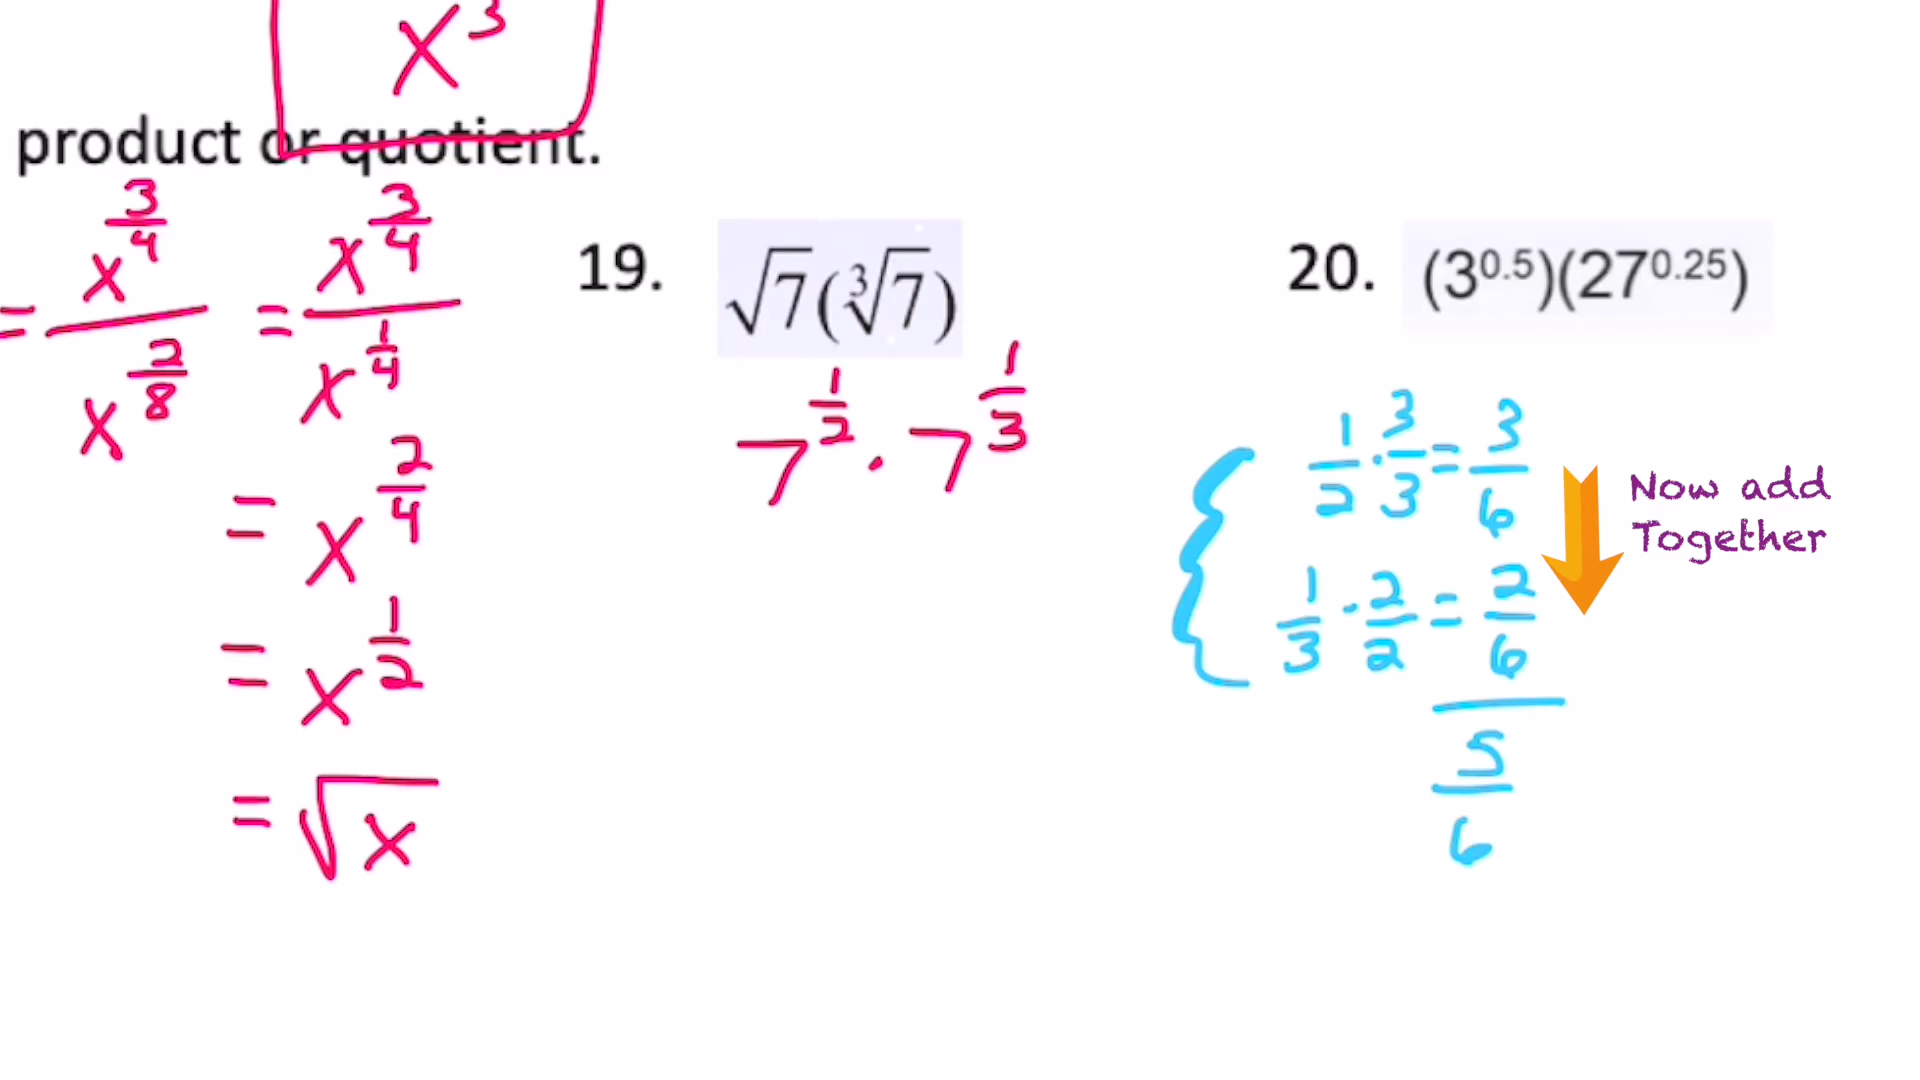 x^3
product or quotient.
= x^(3/4) / x^(2/8) = x^(3/4) / x^(1/4)
= x^(2/4)
= x^(1/2)
= √x
19. √7(∛7)
7^(1/2) · 7^(1/3)
20. (3^0.5)(27^0.25)
1/2 · 3/3 = 3/6
1/3 · 2/2 = 2/6
5/6
Now add
Together